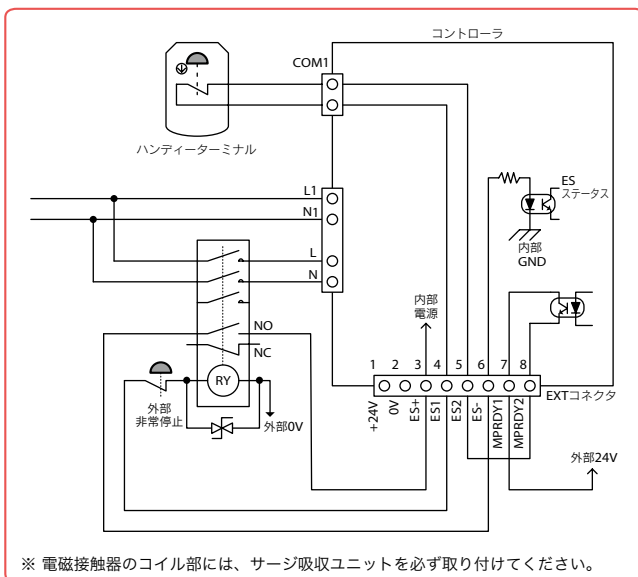 コントローラ
COM1
ハンディーターミナル
L1
N1
L
N
ES
ステータス
内部
GND
内部
電源
NO
NC
RY
外部
非常停止
外部0V
1 2 3 4 5 6 7 8
EXTコネクタ
+24V
0V
ES+
ES1
ES2
ES-
MPRDY1
MPRDY2
外部24V
※ 電磁接触器のコイル部には、サージ吸収ユニットを必ず取り付けてください。